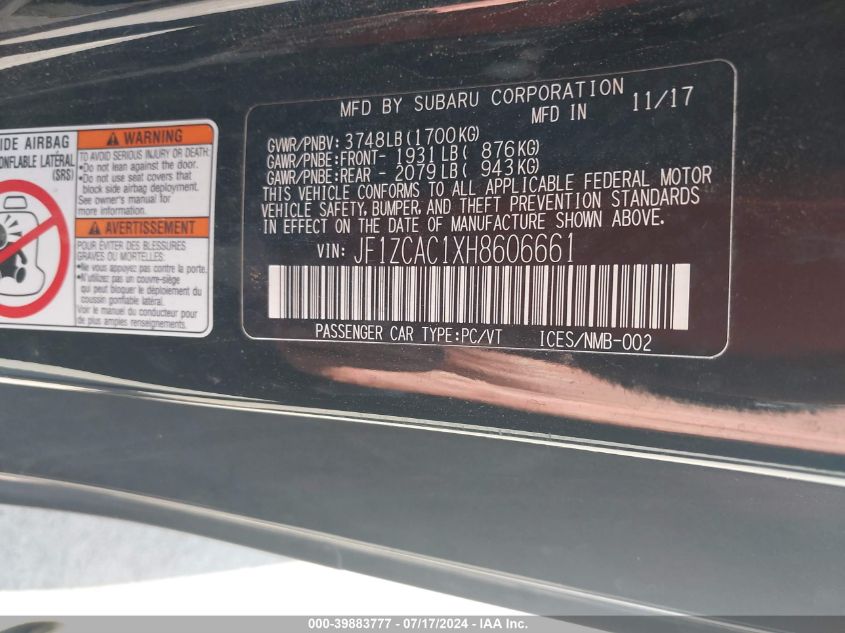 IDE AIRBAG
ONFLABLE LATÉRAL
(SRS)
WARNING
TO AVOID SERIOUS INJURY OR DEATH:
•Do not lean against the door.
•Do not use seat covers that
block side airbag deployment.
See owner's manual for
more information.
AVERTISSEMENT
POUR ÉVITER DES BLESSURES
GRAVES OU MORTELLES:
•Ne vous appuyez pas contre la porte.
•N'utilisez pas un couvre-siège
qui peut bloquer le déploiement du
coussin gonflable latéral.
Voir le manuel du conducteur pour
de plus amples renseignements.
MFD BY SUBARU CORPORATION
MFD IN 11/17
GVWR/PNBV: 3748LB(1700KG)
GAWR/PNBE:FRONT- 1931LB( 876KG)
GAWR/PNBE:REAR - 2079LB( 943KG)
THIS VEHICLE CONFORMS TO ALL APPLICABLE FEDERAL MOTOR
VEHICLE SAFETY, BUMPER, AND THEFT PREVENTION STANDARDS
IN EFFECT ON THE DATE OF MANUFACTURE SHOWN ABOVE.
VIN: JF1ZCAC1XH8606661
PASSENGER CAR TYPE:PC/VT ICES/NMB-002
000-39883777 - 07/17/2024 - IAA Inc.